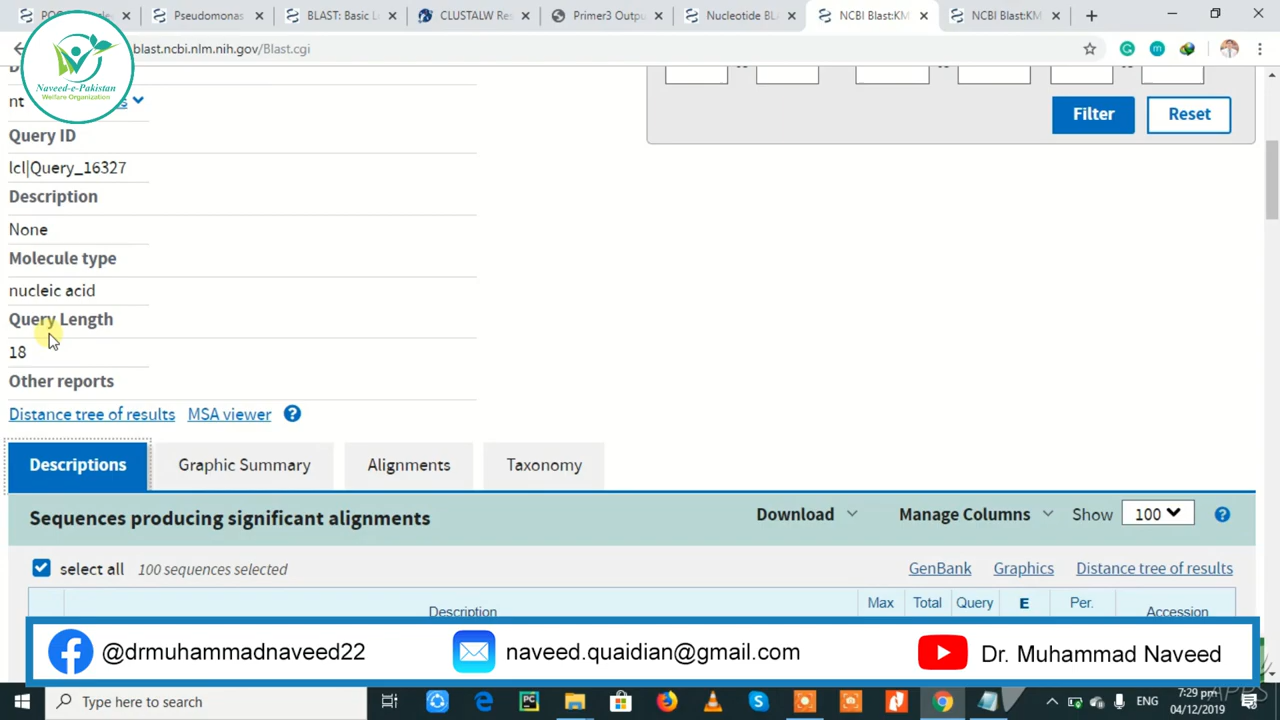 Pseudomonas
BLAST: Basic L
CLUSTALW Re
Primer3 Outpu
Nucleotide BL
NCBI Blast:KM
NCBI Blast:KM
blast.ncbi.nlm.nih.gov/Blast.cgi
Naveed-e-Pakistan
Welfare Organization
nt
Filter
Reset
Query ID
lcl|Query_16327
Description
None
Molecule type
nucleic acid
Query Length
18
Other reports
Distance tree of results MSA viewer ?
Descriptions Graphic Summary Alignments Taxonomy
Sequences producing significant alignments Download Manage Columns Show 100 ?
select all 100 sequences selected GenBank Graphics Distance tree of results
Description Max Total Query E Per. Accession
@drmuhammadnaveed22 naveed.quaidian@gmail.com Dr. Muhammad Naveed
Type here to search
ENG
7:29 pm
04/12/2019
APPS